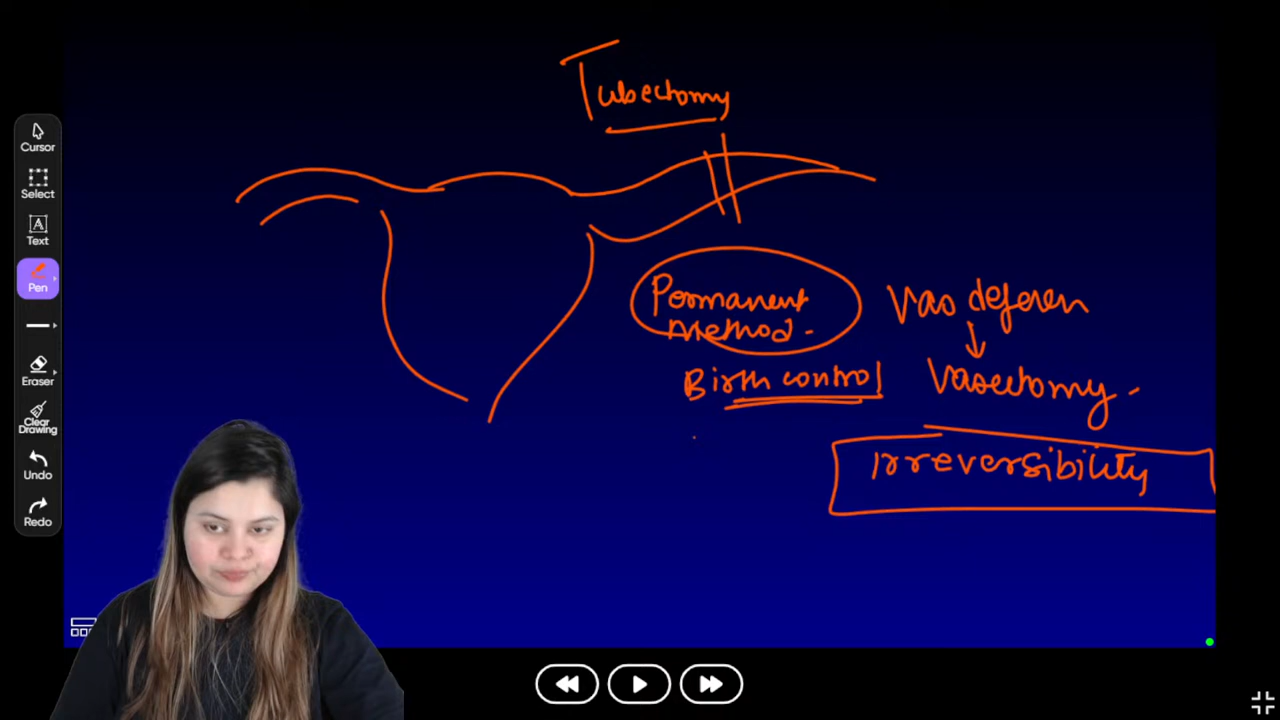 Cursor
Select
Text
Pen
Eraser
Clear
Drawing
Undo
Redo
Tubectomy
Permanent
Method.
Birth control
Vas deferen
Vasectomy.
Irreversibility